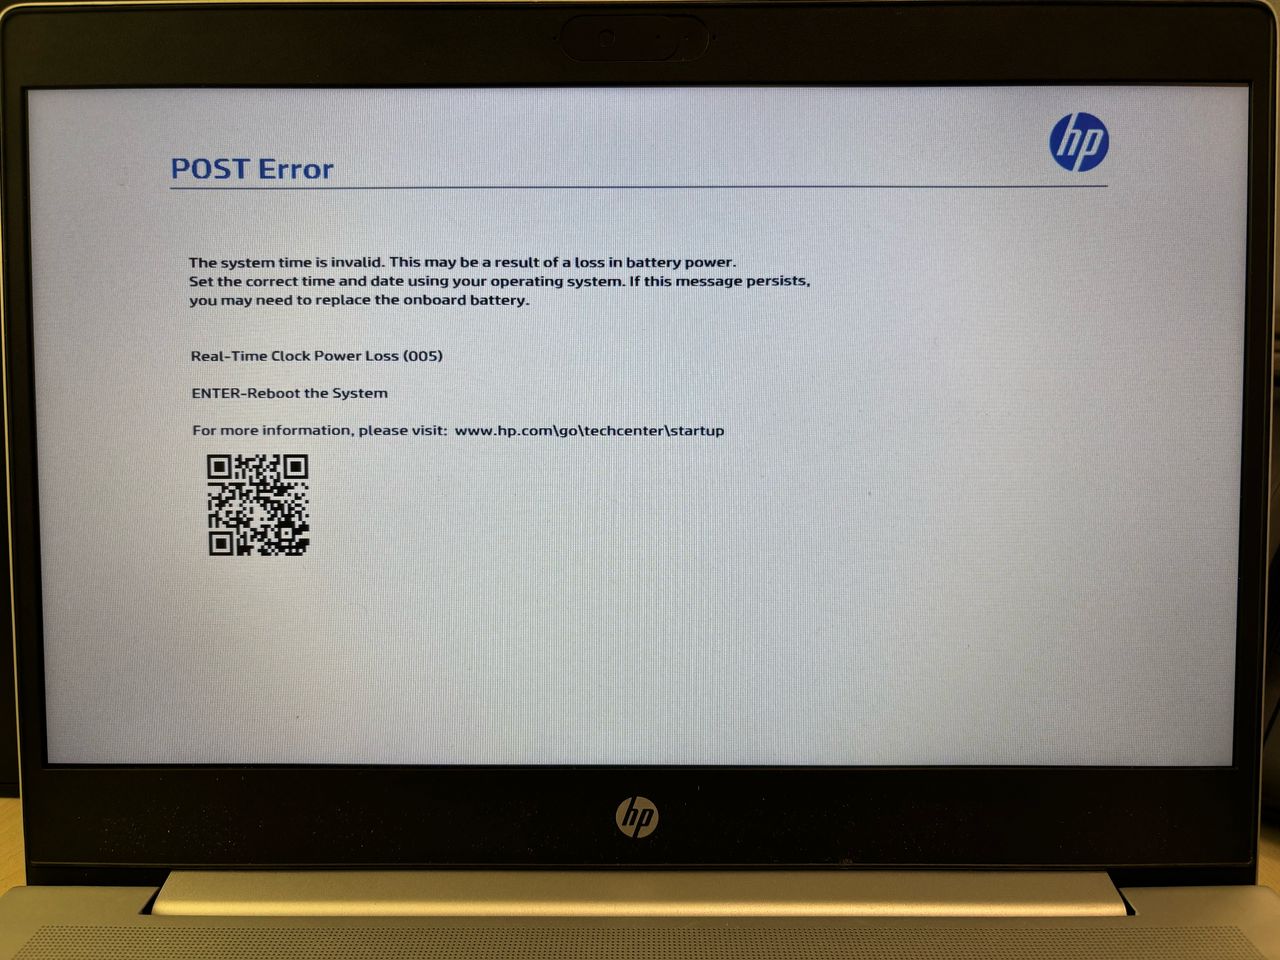 hp
POST Error
The system time is invalid. This may be a result of a loss in battery power.
Set the correct time and date using your operating system. If this message persists,
you may need to replace the onboard battery.
Real-Time Clock Power Loss (005)
ENTER-Reboot the System
For more information, please visit: www.hp.com\go\techcenter\startup
hp